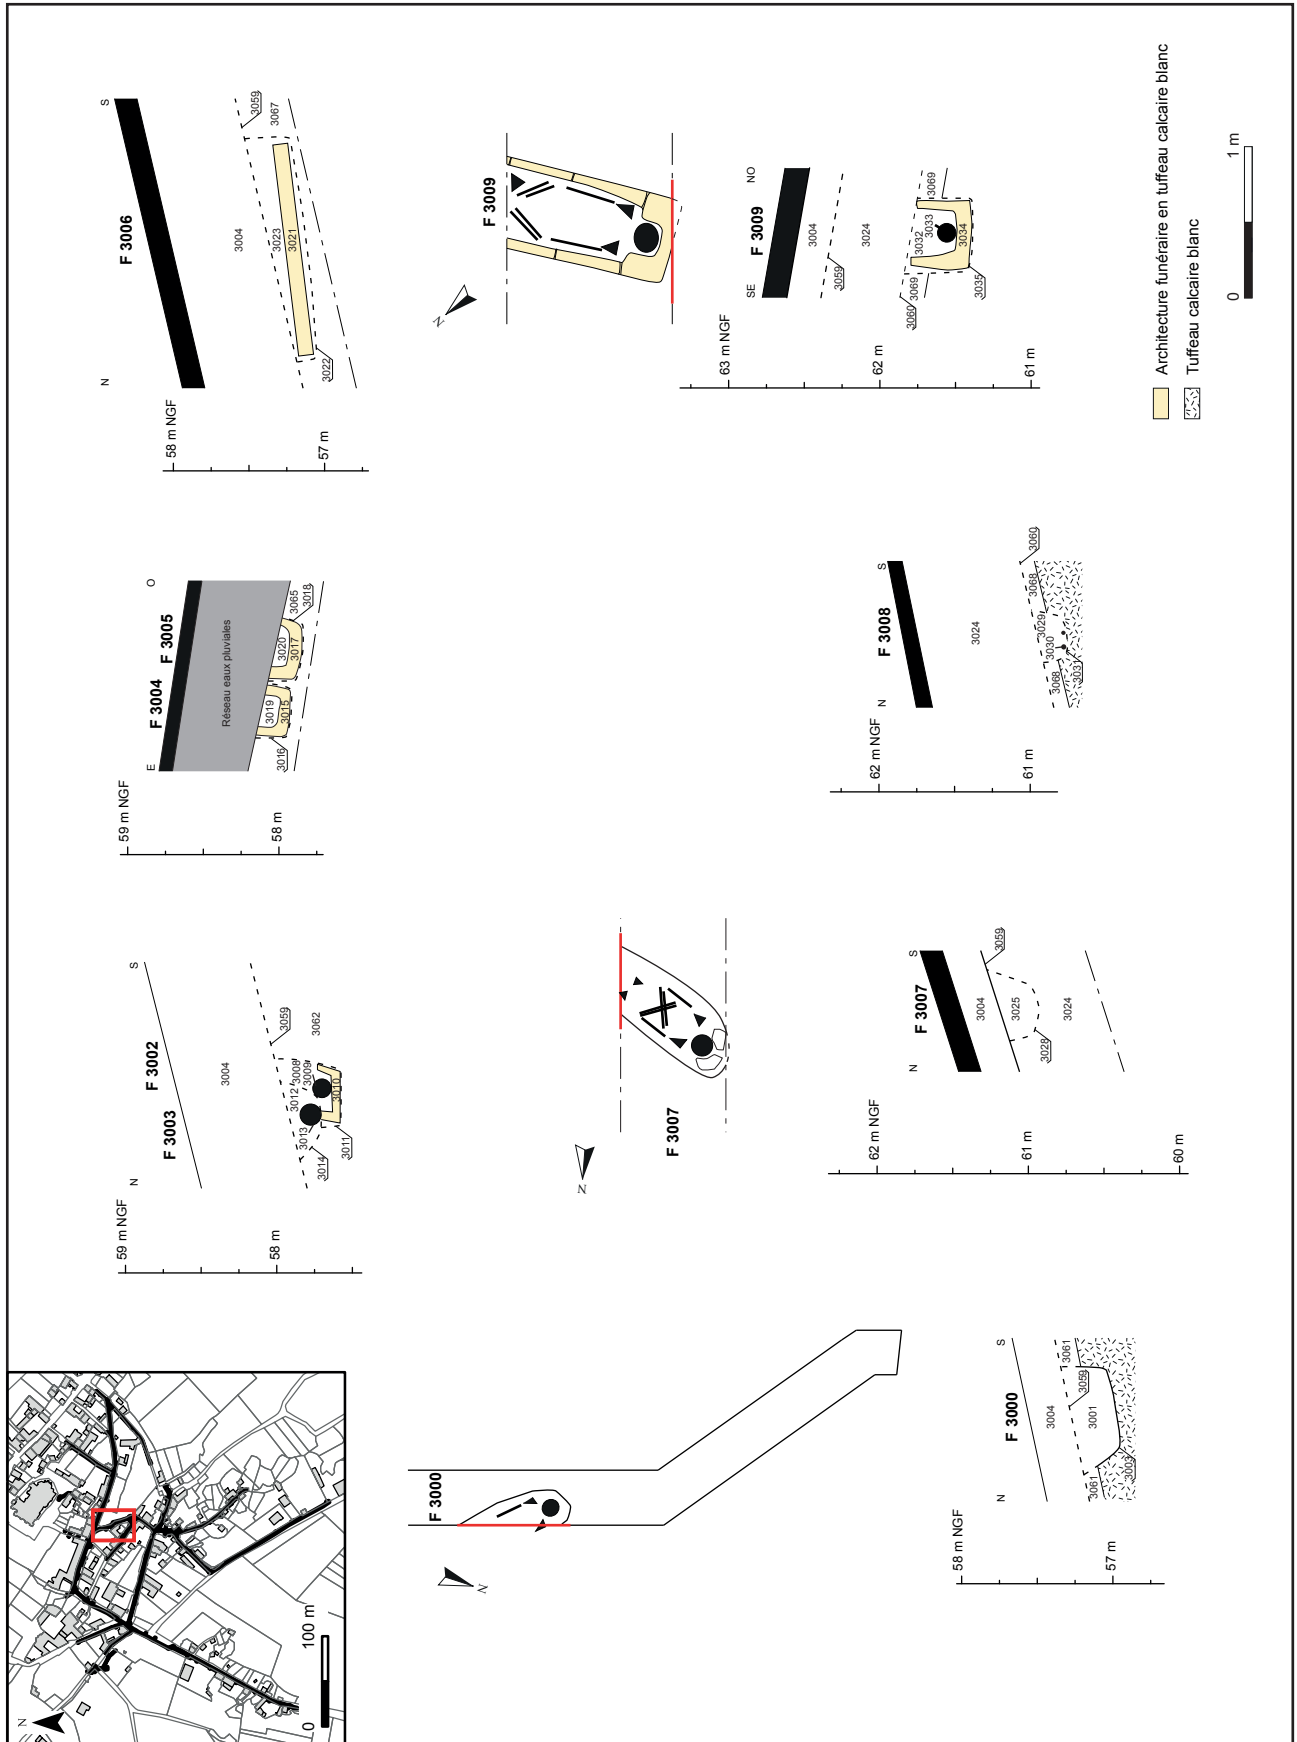 N
0 100 m
F 3003
F 3002
N
S
59 m NGF
58 m
3004
3059
3062
3012
3008
3009
3013
3010
3014
3011
F 3004
F 3005
E
O
59 m NGF
58 m
Réseau eaux pluviales
3019
3015
3016
3020
3017
3065
3018
F 3006
N
S
58 m NGF
57 m
3004
3023
3021
3022
3059
3067
F 3000
N
F 3007
N
F 3009
N
F 3000
N
S
58 m NGF
57 m
3004
3059
3061
3001
3061
3003
F 3007
N
S
62 m NGF
61 m
60 m
3004
3059
3025
3028
3024
F 3008
N
S
62 m NGF
61 m
3024
3060
3068
3029
3030
3068
3031
F 3009
SE
NO
63 m NGF
62 m
61 m
3004
3059
3024
3069
3032
3033
3034
3069
3060
3035
Architecture funéraire en tuffeau calcaire blanc
Tuffeau calcaire blanc
0 1 m